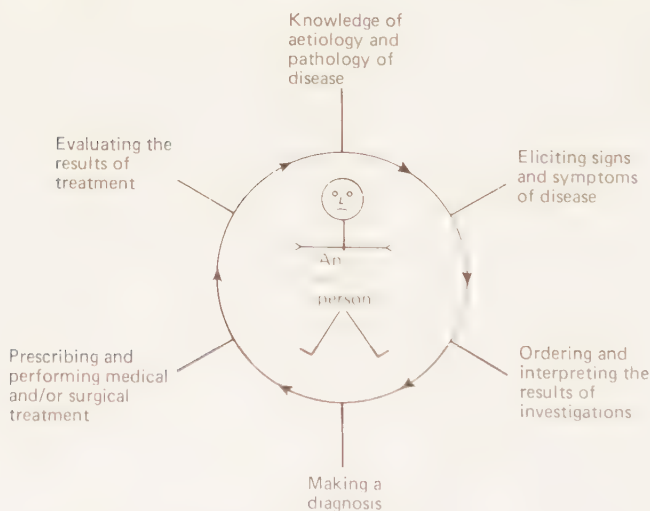 Knowledge of
aetiology and
pathology of
disease
Eliciting signs
and symptoms
of disease
Ordering and
interpreting the
results of
investigations
Making a
diagnosis
Prescribing and
performing medical
and/or surgical
treatment
Evaluating the
results of
treatment
An
person